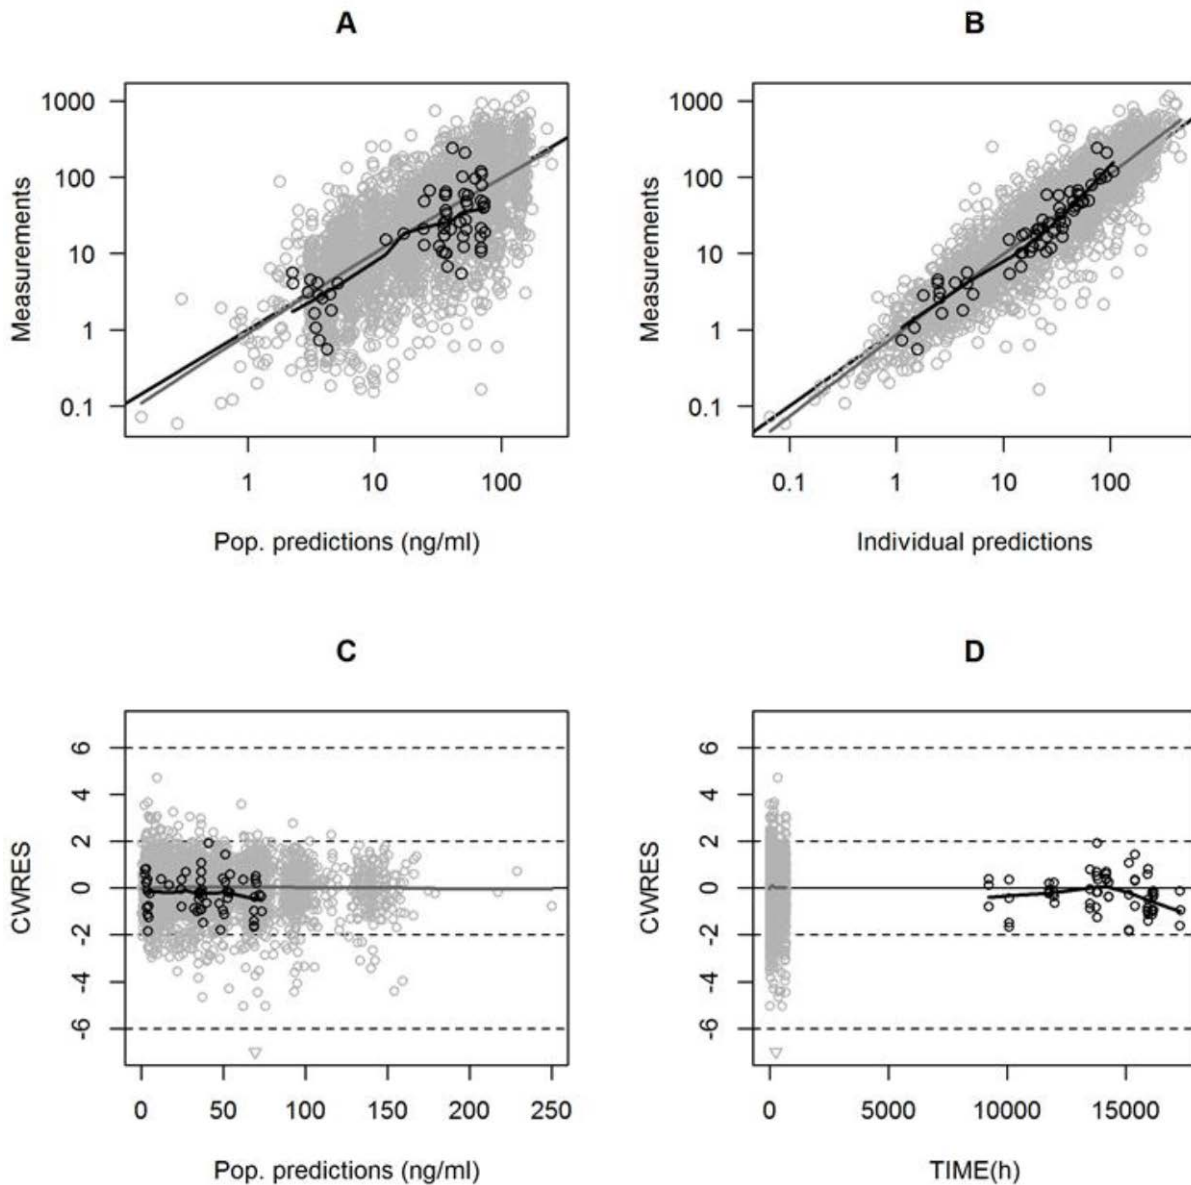 A
B
1000
100
10
1
0.1
Measurements
1 10 100
Pop. predictions (ng/ml)
1000
100
10
1
0.1
Measurements
0.1 1 10 100
Individual predictions
C
D
6
4
2
0
-2
-4
-6
CWRES
0 50 100 150 200 250
Pop. predictions (ng/ml)
6
4
2
0
-2
-4
-6
CWRES
0 5000 10000 15000
TIME(h)